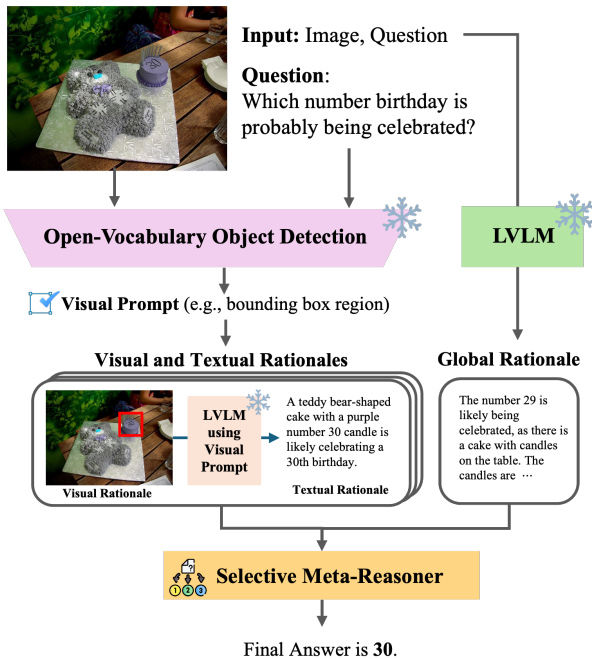 Input: Image, Question
Question:
Which number birthday is
probably being celebrated?
Open-Vocabulary Object Detection
LVLM
Visual Prompt (e.g., bounding box region)
Visual and Textual Rationales
Global Rationale
LVLM
using
Visual
Prompt
A teddy bear-shaped
cake with a purple
number 30 candle is
likely celebrating a
30th birthday.
Visual Rationale
Textual Rationale
The number 29 is
likely being
celebrated, as there is
a cake with candles
on the table. The
candles are ···
?
1 2 3
Selective Meta-Reasoner
Final Answer is 30.